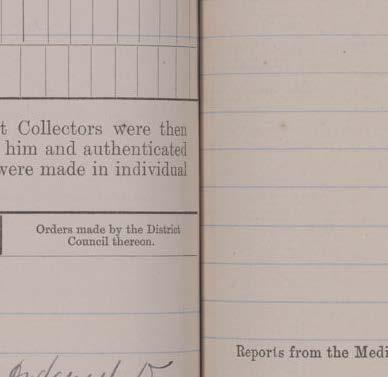 t Collectors were then
him and authenticated
were made in individual
Orders made by the District
Council thereon.
Reports from the Medi